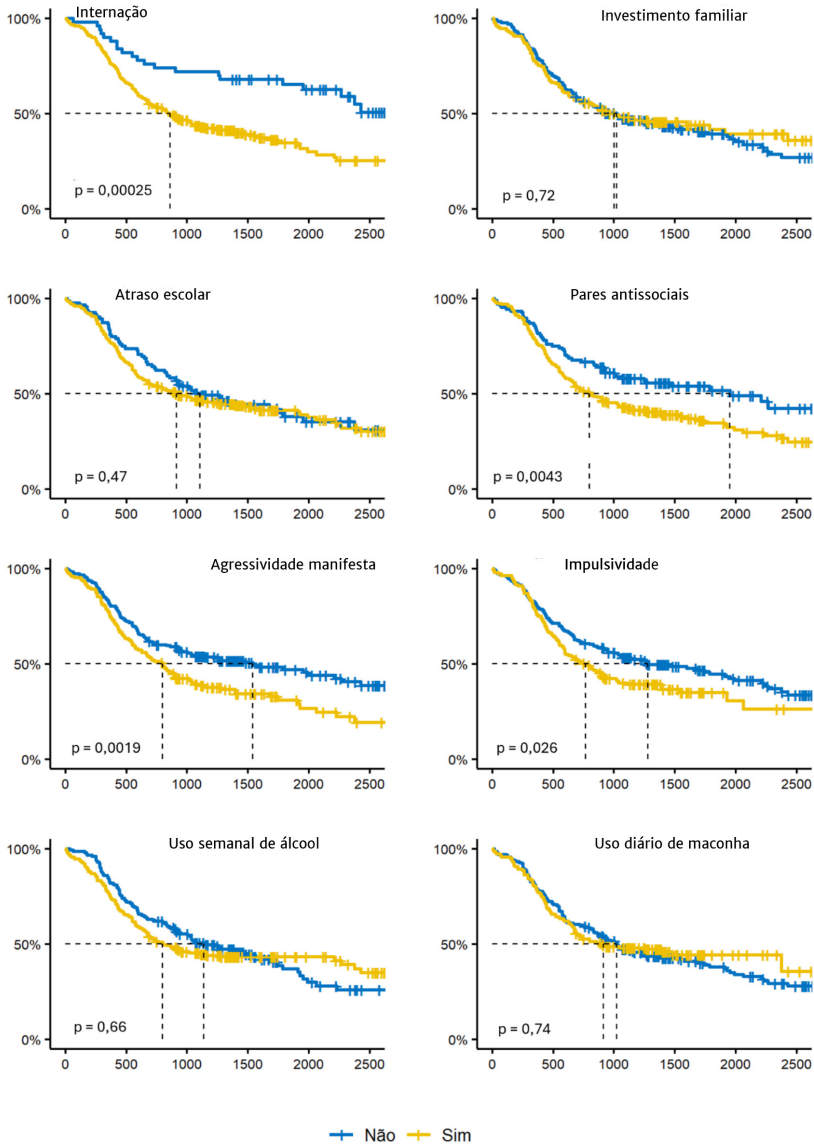 Internação
100%
50%
0%
p = 0,00025
0 500 1000 1500 2000 2500
Investimento familiar
100%
50%
0%
p = 0,72
0 500 1000 1500 2000 2500
Atraso escolar
100%
50%
0%
p = 0,47
0 500 1000 1500 2000 2500
Pares antissociais
100%
50%
0%
p = 0,0043
0 500 1000 1500 2000 2500
Agressividade manifesta
100%
50%
0%
p = 0,0019
0 500 1000 1500 2000 2500
Impulsividade
100%
50%
0%
p = 0,026
0 500 1000 1500 2000 2500
Uso semanal de álcool
100%
50%
0%
p = 0,66
0 500 1000 1500 2000 2500
Uso diário de maconha
100%
50%
0%
p = 0,74
0 500 1000 1500 2000 2500
Não Sim